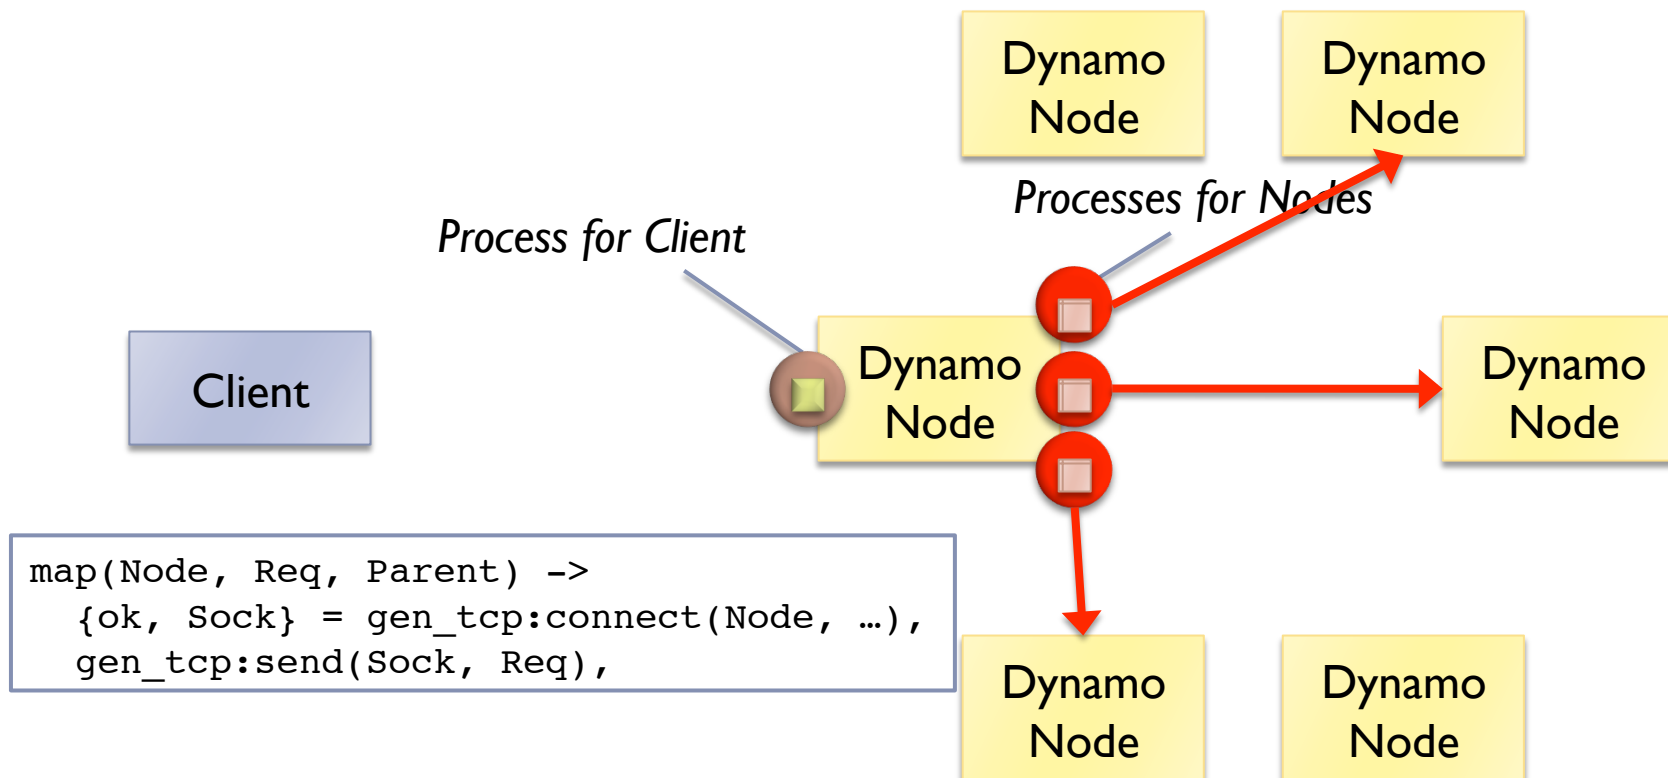 Dynamo
Node
Dynamo
Node
Processes for Nodes
Process for Client
Client
Dynamo
Node
Dynamo
Node
map(Node, Req, Parent) ->
  {ok, Sock} = gen_tcp:connect(Node, …),
  gen_tcp:send(Sock, Req),
Dynamo
Node
Dynamo
Node